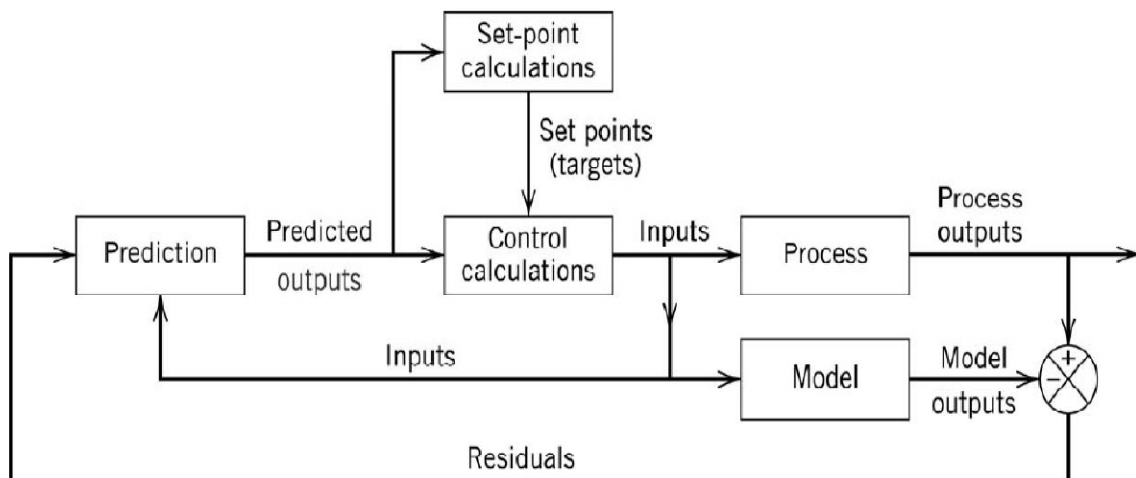 Set-point
calculations
Set points
(targets)
Prediction
Predicted
outputs
Control
calculations
Inputs
Process
Process
outputs
Inputs
Model
Model
outputs
+
−
Residuals